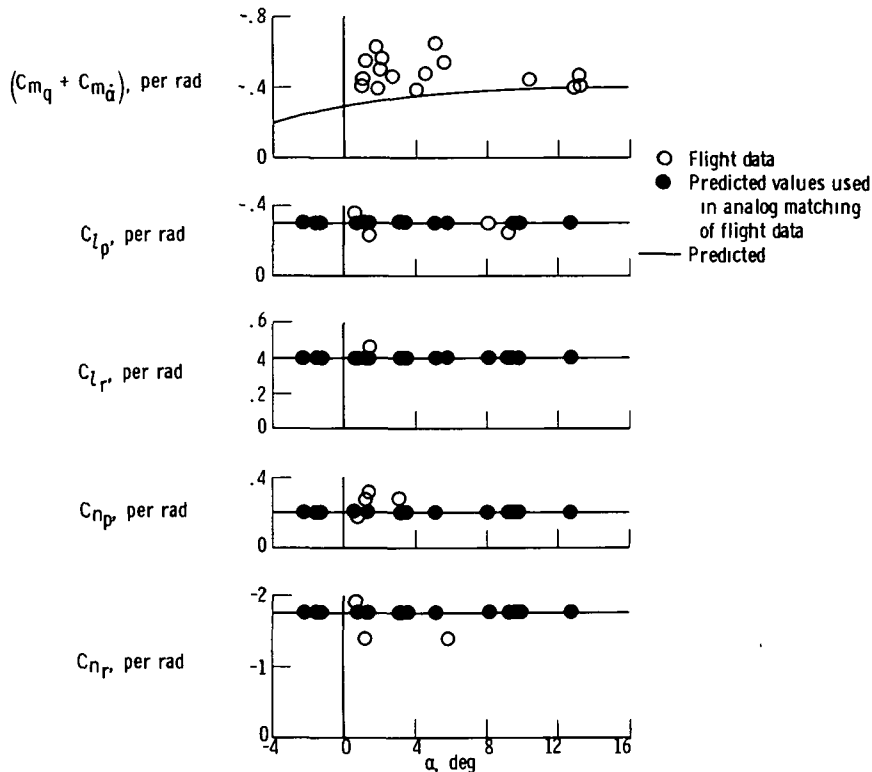 -.8
(Cmq + Cmα̇), per rad
-.4
0
○ Flight data
● Predicted values used
in analog matching
of flight data
— Predicted
-.4
Clp, per rad
0
.6
Clr, per rad
4
.2
0
.4
Cnp, per rad
0
-2
Cnr, per rad
-1
0
-4 0 4 8 12 16
α, deg